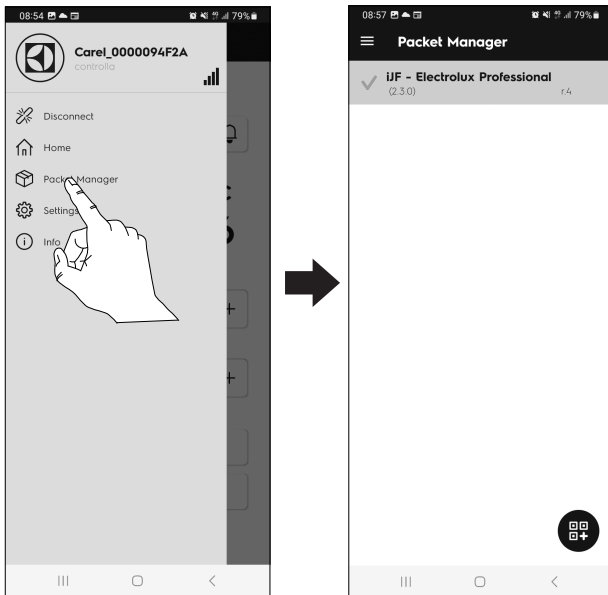 08:54
79%
Carel_0000094F2A
controlla
Disconnect
Home
Packet Manager
Settings
Info
08:57
79%
Packet Manager
iJF - Electrolux Professional
(2.3.0) r.4